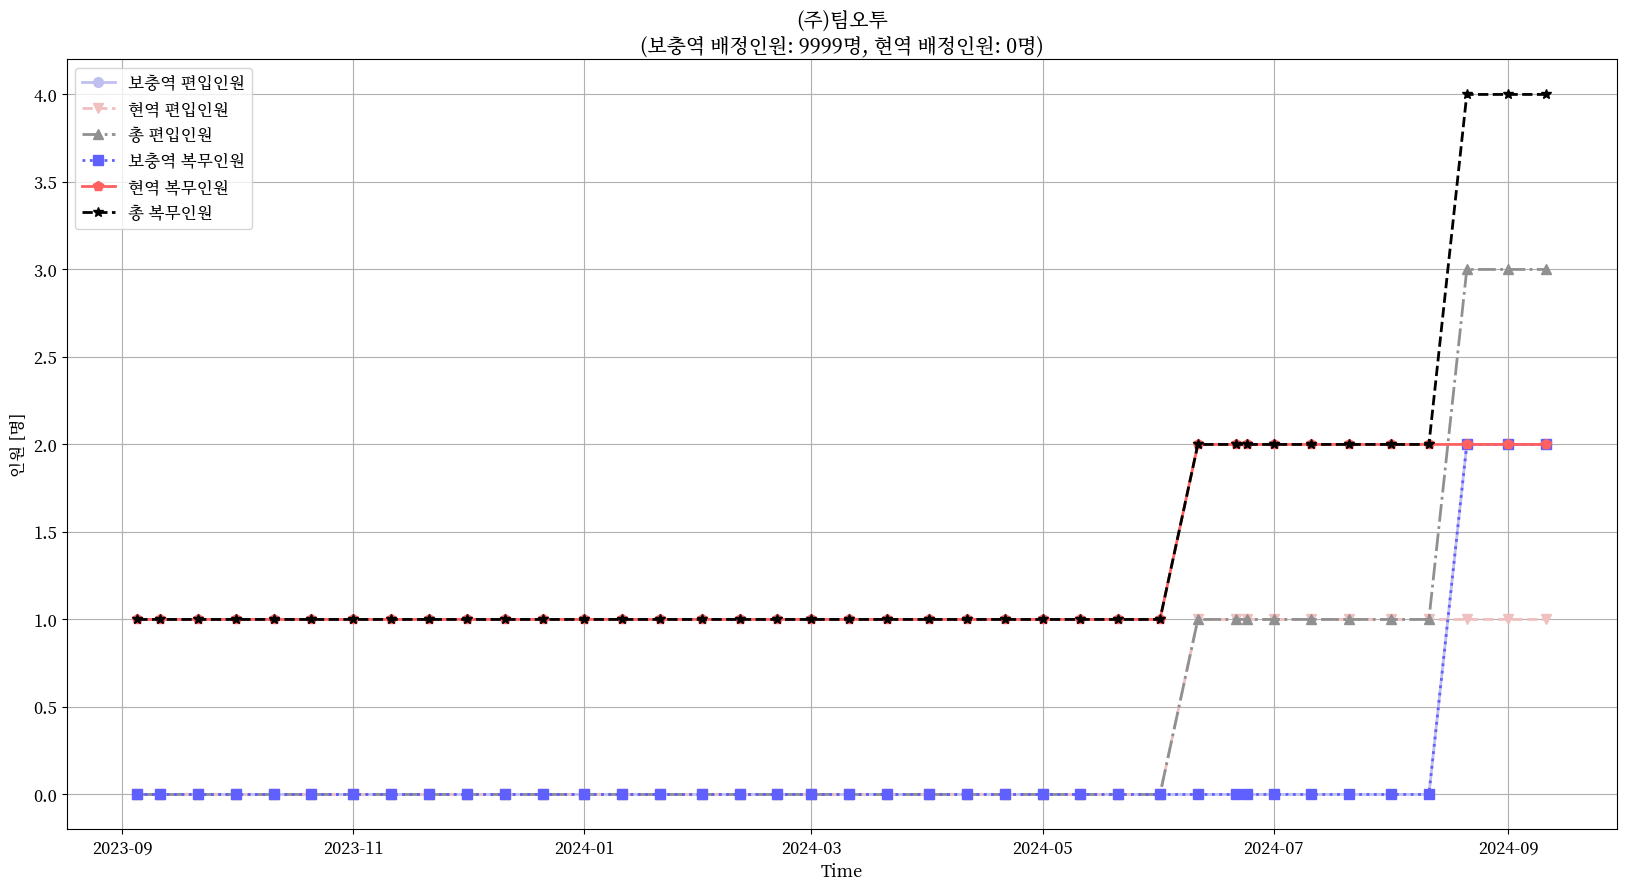 (주)팀오투
(보충역 배정인원: 9999명, 현역 배정인원: 0명)
보충역 편입인원
현역 편입인원
총 편입인원
보충역 복무인원
현역 복무인원
총 복무인원
4.0
3.5
3.0
2.5
2.0
1.5
1.0
0.5
0.0
인원 [명]
2023-09
2023-11
2024-01
2024-03
2024-05
2024-07
2024-09
Time